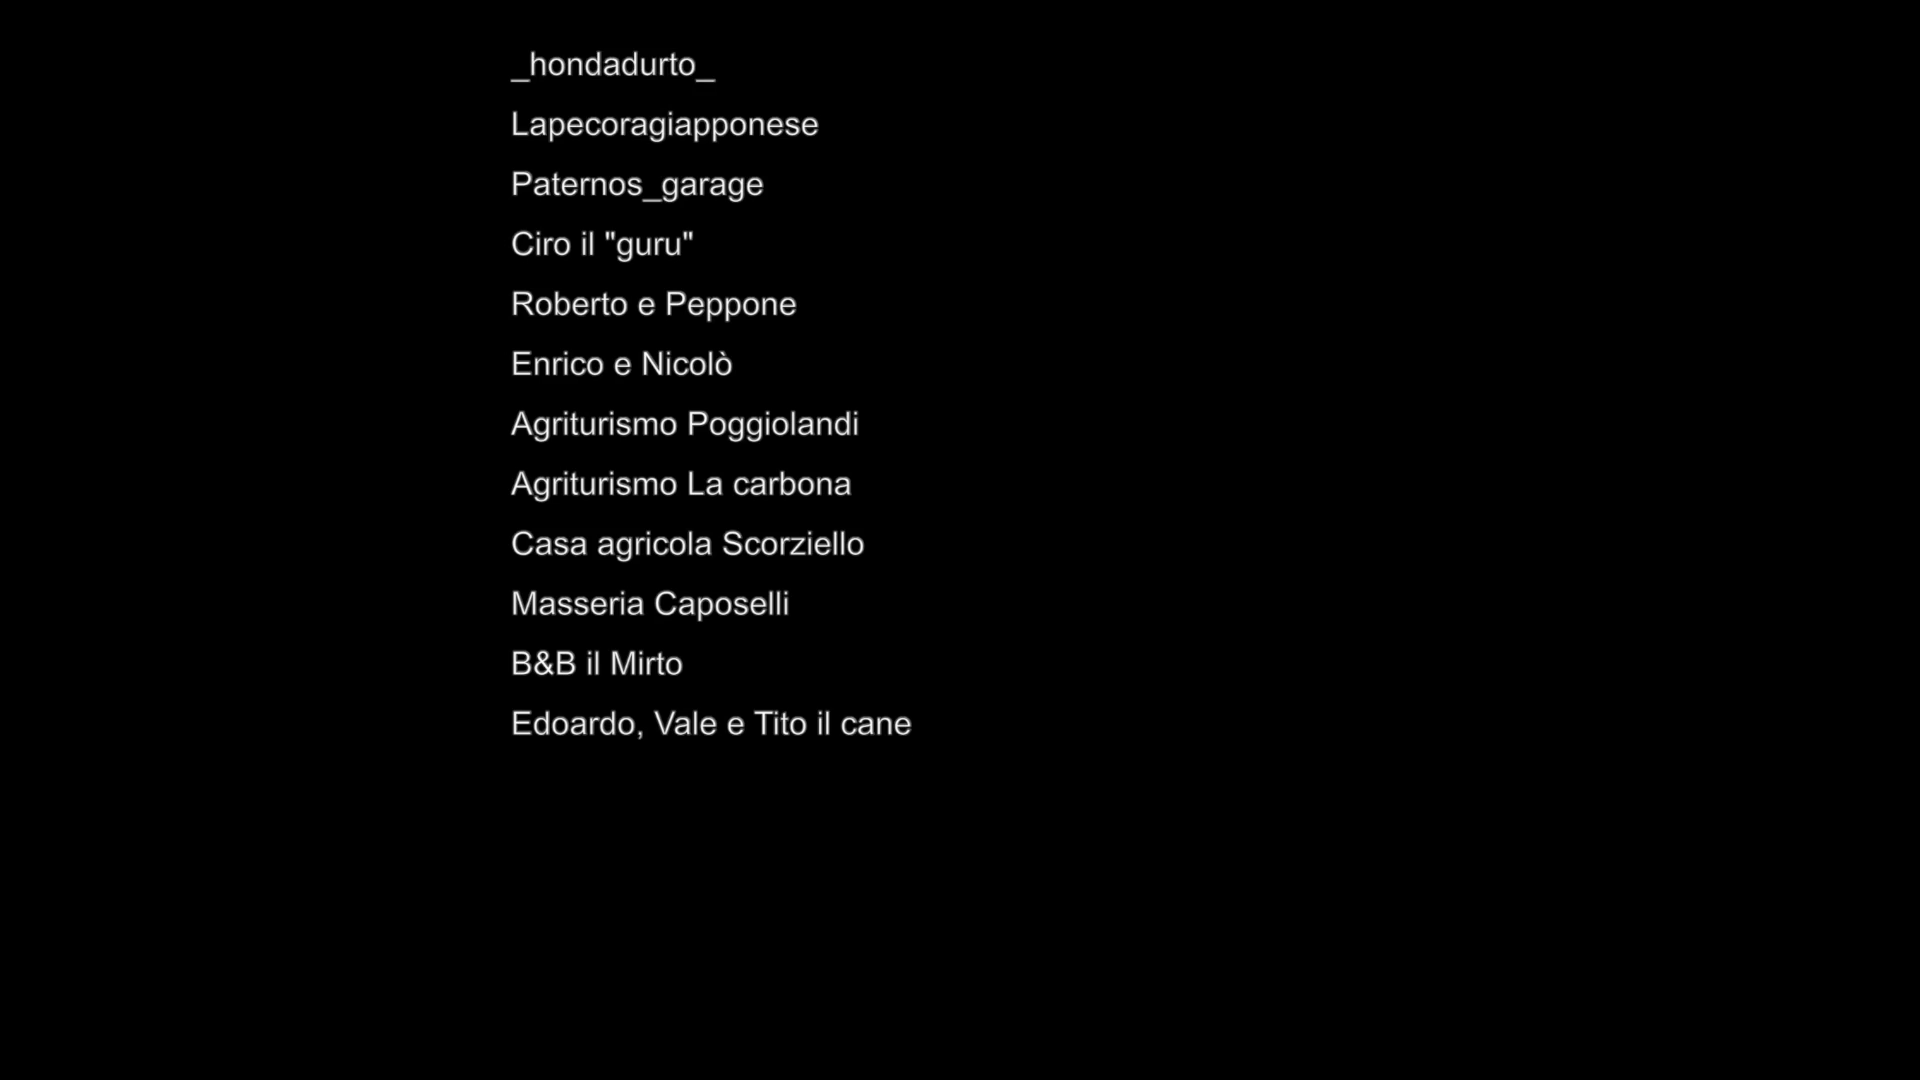 _hondadurto_
Lapecoragiapponese
Paternos_garage
Ciro il "guru"
Roberto e Peppone
Enrico e Nicolò
Agriturismo Poggiolandi
Agriturismo La carbona
Casa agricola Scorziello
Masseria Caposelli
B&B il Mirto
Edoardo, Vale e Tito il cane